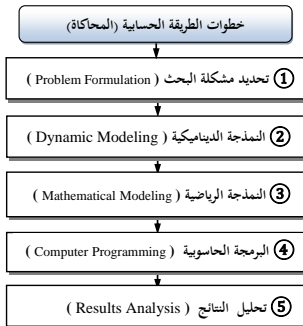 خطوات الطريقة الحسابية (المحاكاة)
① تحديد مشكلة البحث ( Problem Formulation )
② النمذجة الديناميكية ( Dynamic Modeling )
③ النمذجة الرياضية ( Mathematical Modeling )
④ البرمجة الحاسوبية ( Computer Programming )
⑤ تحليل النتائج ( Results Analysis )